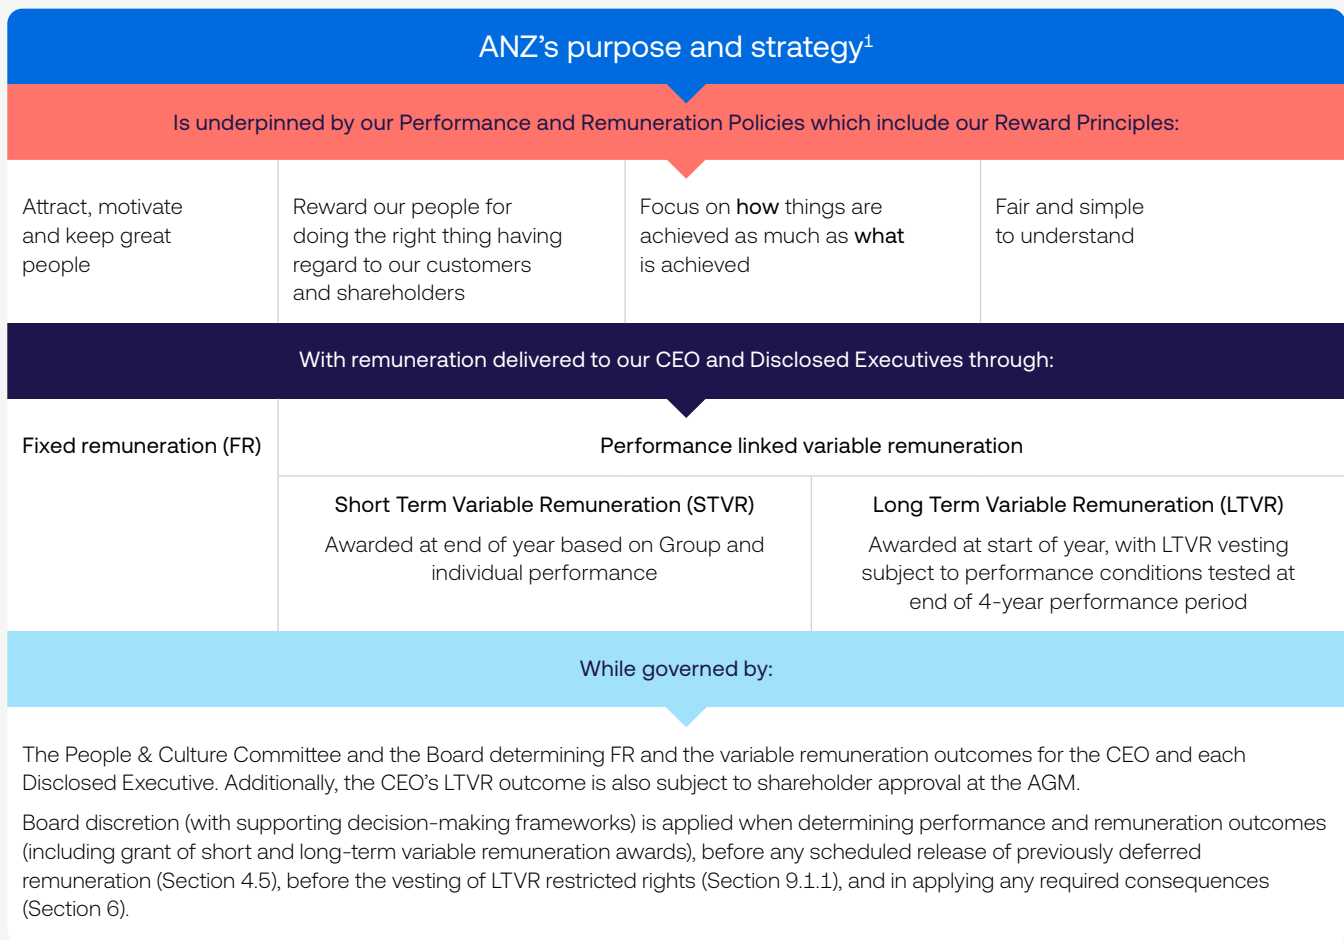 ANZ’s purpose and strategy¹
Is underpinned by our Performance and Remuneration Policies which include our Reward Principles:
Attract, motivate
and keep great
people
Reward our people for
doing the right thing having
regard to our customers
and shareholders
Focus on how things are
achieved as much as what
is achieved
Fair and simple
to understand
With remuneration delivered to our CEO and Disclosed Executives through:
Fixed remuneration (FR)
Performance linked variable remuneration
Short Term Variable Remuneration (STVR)
Awarded at end of year based on Group and
individual performance
Long Term Variable Remuneration (LTVR)
Awarded at start of year, with LTVR vesting
subject to performance conditions tested at
end of 4-year performance period
While governed by:
The People & Culture Committee and the Board determining FR and the variable remuneration outcomes for the CEO and each
Disclosed Executive. Additionally, the CEO’s LTVR outcome is also subject to shareholder approval at the AGM.
Board discretion (with supporting decision-making frameworks) is applied when determining performance and remuneration outcomes
(including grant of short and long-term variable remuneration awards), before any scheduled release of previously deferred
remuneration (Section 4.5), before the vesting of LTVR restricted rights (Section 9.1.1), and in applying any required consequences
(Section 6).